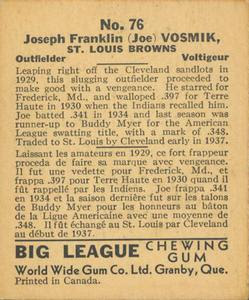 No. 76
Joseph Franklin (Joe) VOSMIK,
ST. LOUIS BROWNS
Outfielder Voltigeur
Leaping right off the Cleveland sandlots
in 1929, this slugging outfielder proceeded
to make good with a vengeance. He starred for
Frederick, Md., and walloped .397 for Terre
Haute in 1930 when the Indians recalled him.
Joe batted .341 in 1934 and last season was
runner-up to Buddy Myer for the American
League swatting title, with a mark of .348.
Traded to St. Louis by Cleveland early in 1937.
Laissant les amateurs en 1929, ce fort frappeur
proceda de faire sa marque avec vengeance.
Il fut une vedette pour Frederick, Md., et
frappa .397 pour Terre Haute en 1930 quand il
fût rappelé par les Indiens. Joe frappa .341
en 1934 et la saison dernière fut sur les talons
de Buddy Myer pour les honneurs du bâton de
la Ligue Américaine avec une moyenne de
.348. Il fût échangé au St. Louis par Cleveland
au début de 1937.
BIG LEAGUE CHEWING GUM
World Wide Gum Co. Ltd. Granby, Que.
Printed in Canada.